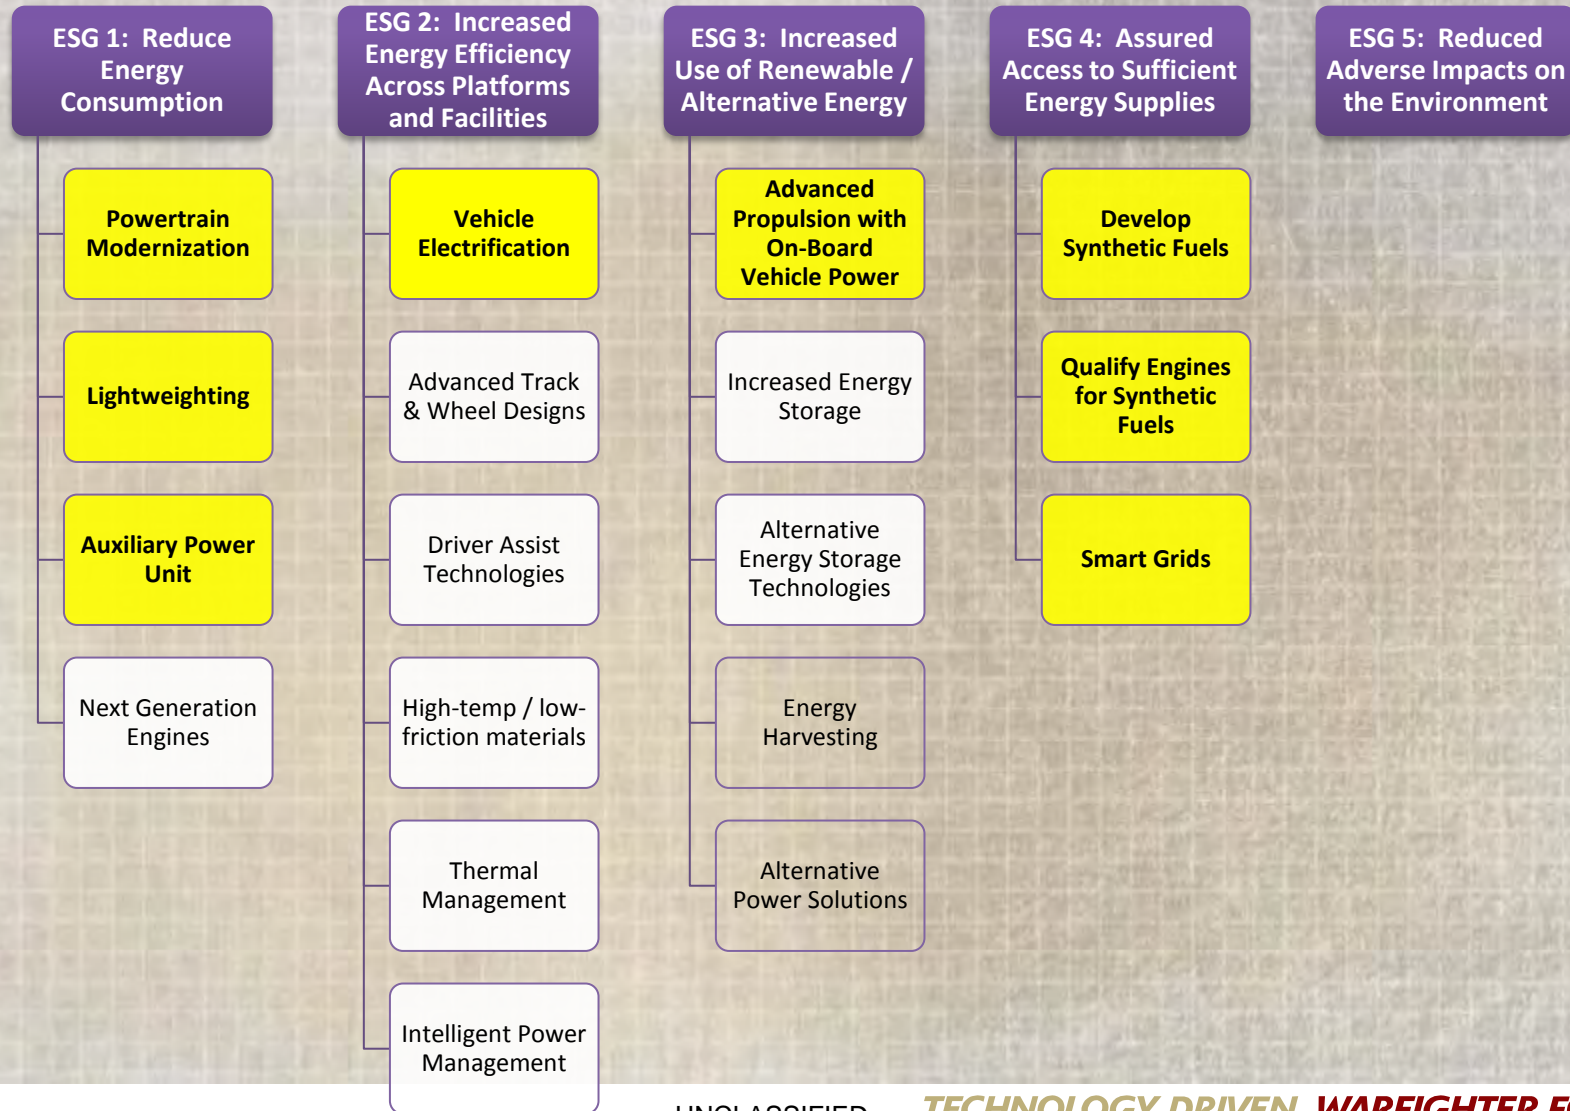 ESG 1: Reduce
Energy
Consumption
Powertrain
Modernization
Lightweighting
Auxiliary Power
Unit
Next Generation
Engines
ESG 2: Increased
Energy Efficiency
Across Platforms
and Facilities
Vehicle
Electrification
Advanced Track
& Wheel Designs
Driver Assist
Technologies
High-temp / low-
friction materials
Thermal
Management
Intelligent Power
Management
ESG 3: Increased
Use of Renewable /
Alternative Energy
Advanced
Propulsion with
On-Board
Vehicle Power
Increased Energy
Storage
Alternative
Energy Storage
Technologies
Energy
Harvesting
Alternative
Power Solutions
ESG 4: Assured
Access to Sufficient
Energy Supplies
Develop
Synthetic Fuels
Qualify Engines
for Synthetic
Fuels
Smart Grids
ESG 5: Reduced
Adverse Impacts on
the Environment
UNCLASSIFIED
TECHNOLOGY DRIVEN. WARFIGHTER